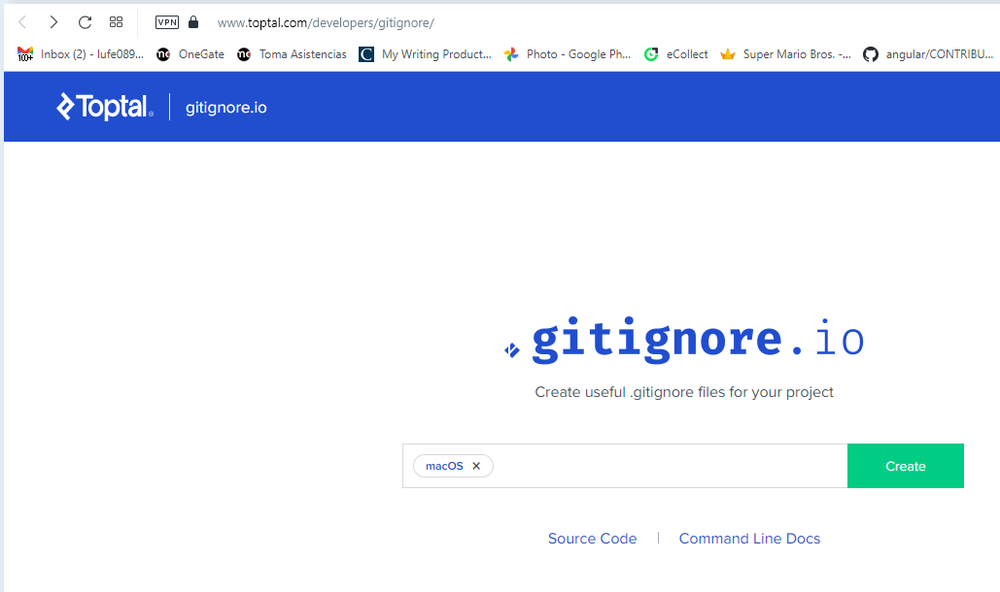 VPN www.toptal.com/developers/gitignore/
100+ Inbox (2) - lufe089... OneGate Toma Asistencias My Writing Product... Photo - Google Ph... eCollect Super Mario Bros. -... angular/CONTRIBU...
Toptal® gitignore.io
gitignore.io
Create useful .gitignore files for your project
macOS × Create
Source Code | Command Line Docs